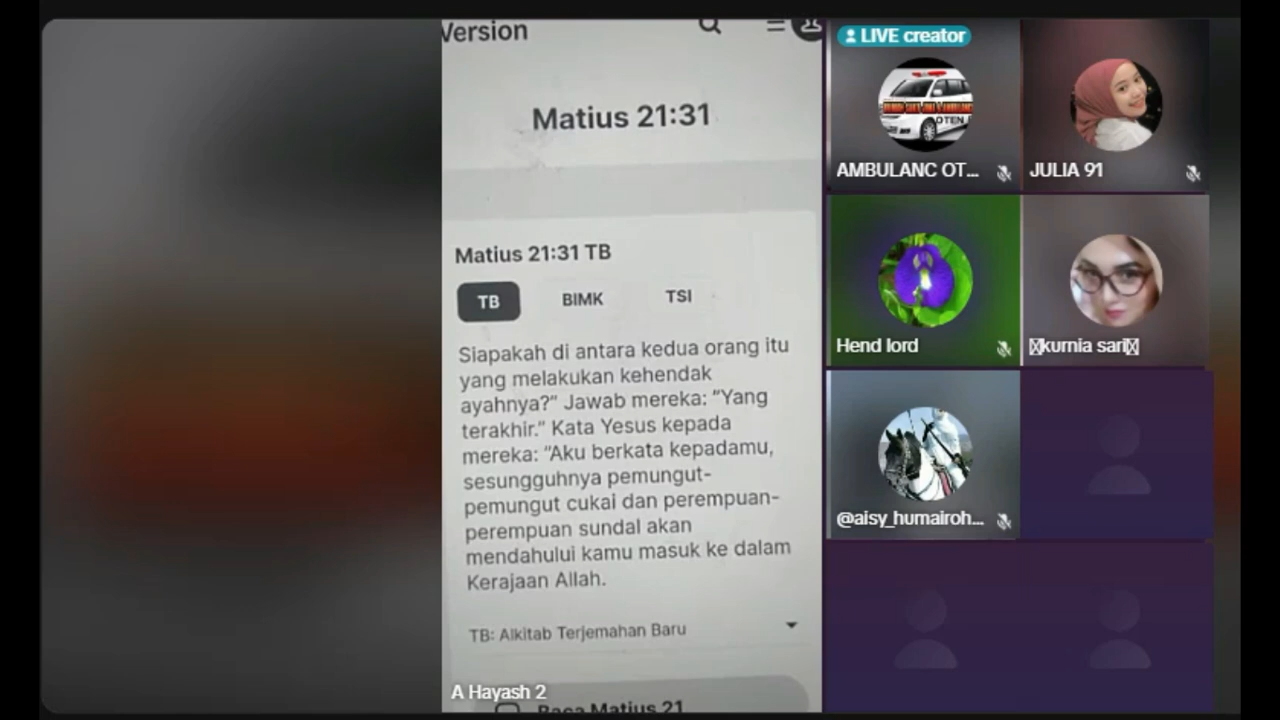 Version
Matius 21:31
Matius 21:31 TB
TB
BIMK
TSI
Siapakah di antara kedua orang itu
yang melakukan kehendak
ayahnya?" Jawab mereka: "Yang
terakhir." Kata Yesus kepada
mereka: "Aku berkata kepadamu,
sesungguhnya pemungut-
pemungut cukai dan perempuan-
perempuan sundal akan
mendahului kamu masuk ke dalam
Kerajaan Allah.
TB: Alkitab Terjemahan Baru
Baca Matius 21
A Hayash 2
LIVE creator
OTEN
AMBULANC OT...
JULIA 91
Hend lord
kurnia sari
@aisy_humairoh...